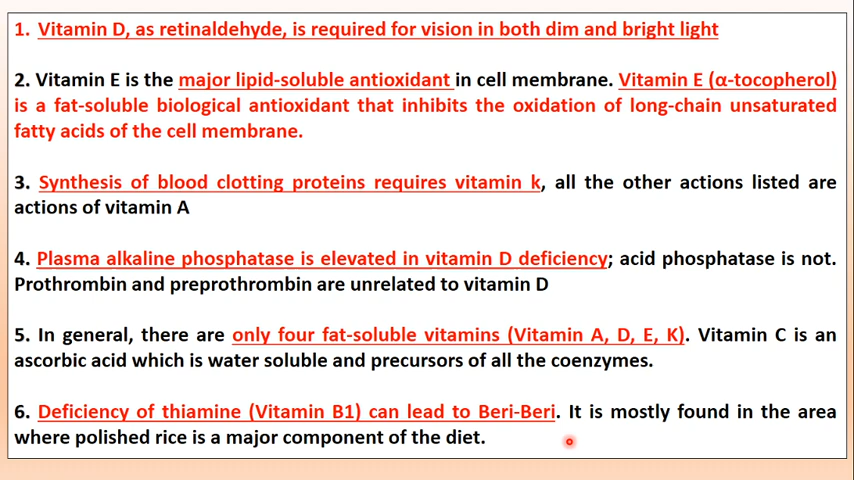 1. Vitamin D, as retinaldehyde, is required for vision in both dim and bright light
2. Vitamin E is the major lipid-soluble antioxidant in cell membrane. Vitamin E (α-tocopherol)
is a fat-soluble biological antioxidant that inhibits the oxidation of long-chain unsaturated
fatty acids of the cell membrane.
3. Synthesis of blood clotting proteins requires vitamin k, all the other actions listed are
actions of vitamin A
4. Plasma alkaline phosphatase is elevated in vitamin D deficiency; acid phosphatase is not.
Prothrombin and preprothrombin are unrelated to vitamin D
5. In general, there are only four fat-soluble vitamins (Vitamin A, D, E, K). Vitamin C is an
ascorbic acid which is water soluble and precursors of all the coenzymes.
6. Deficiency of thiamine (Vitamin B1) can lead to Beri-Beri. It is mostly found in the area
where polished rice is a major component of the diet.